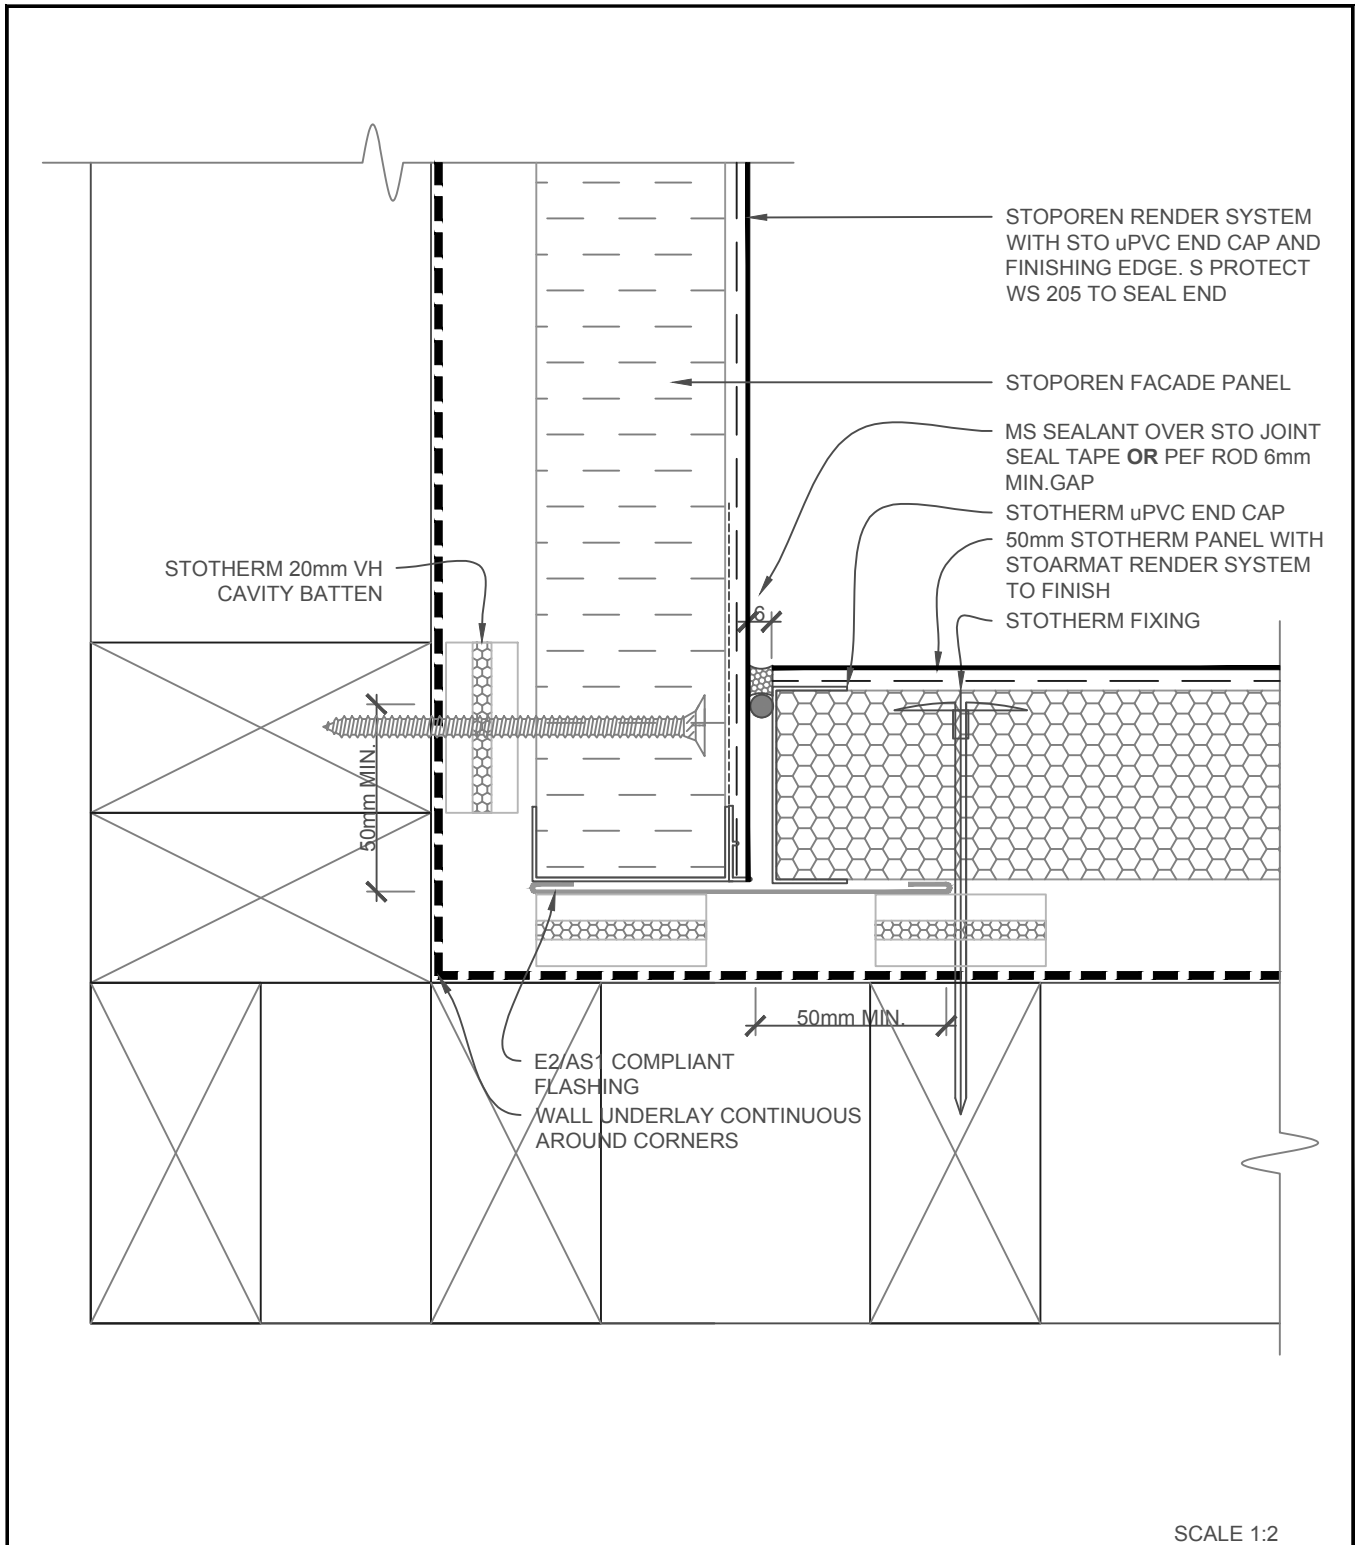 STOPOREN RENDER SYSTEM
WITH STO uPVC END CAP AND
FINISHING EDGE. S PROTECT
WS 205 TO SEAL END
STOPOREN FACADE PANEL
MS SEALANT OVER STO JOINT
SEAL TAPE OR PEF ROD 6mm
MIN.GAP
STOTHERM uPVC END CAP
50mm STOTHERM PANEL WITH
STOARMAT RENDER SYSTEM
TO FINISH
STOTHERM FIXING
STOTHERM 20mm VH
CAVITY BATTEN
6
50mm MIN.
50mm MIN.
E2/AS1 COMPLIANT
FLASHING
WALL UNDERLAY CONTINUOUS
AROUND CORNERS
SCALE 1:2